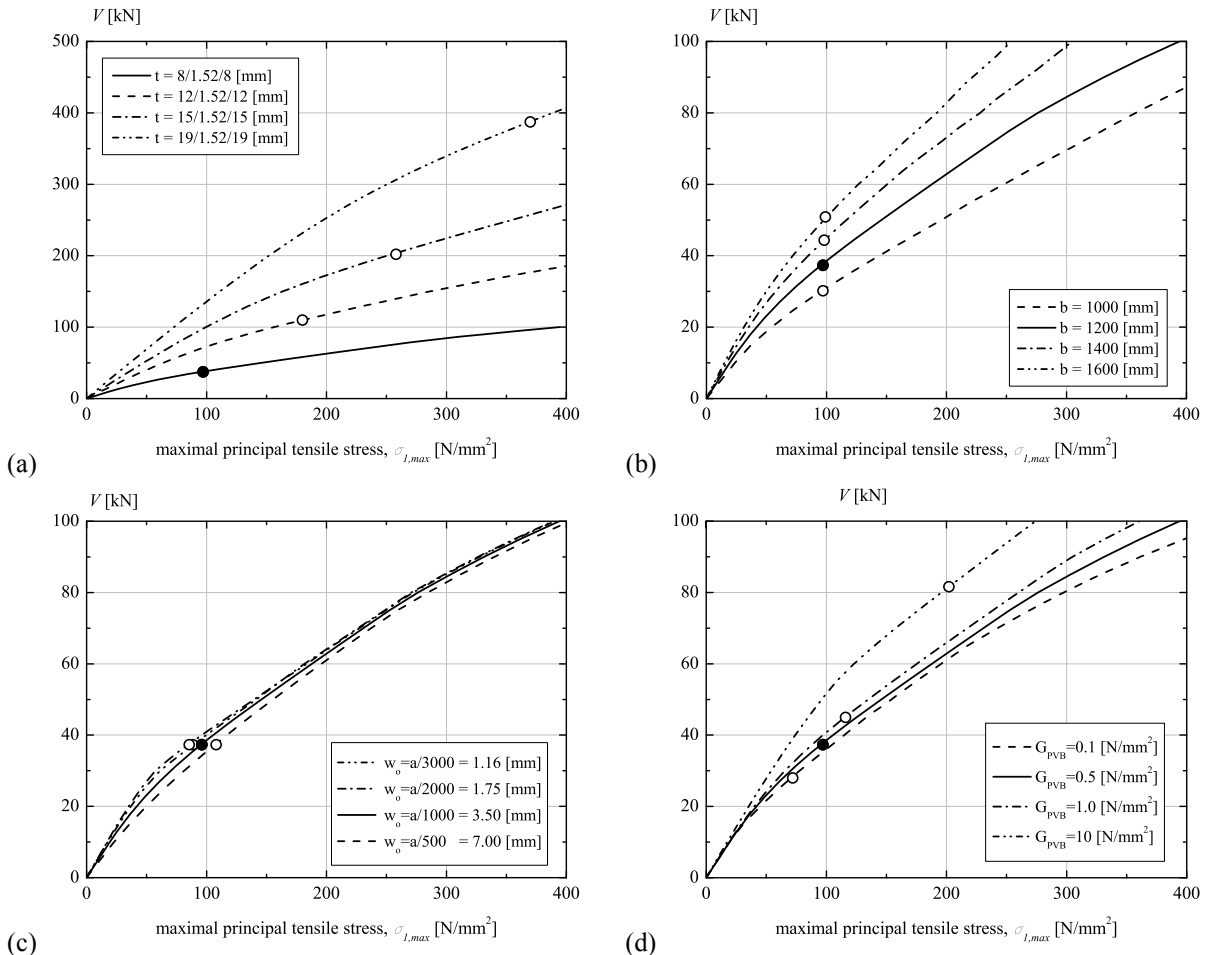 V [kN]
500
400
300
200
100
0
t = 8/1.52/8 [mm]
t = 12/1.52/12 [mm]
t = 15/1.52/15 [mm]
t = 19/1.52/19 [mm]
0 100 200 300 400
maximal principal tensile stress, σ1,max [N/mm²]
(a)
V [kN]
100
80
60
40
20
0
b = 1000 [mm]
b = 1200 [mm]
b = 1400 [mm]
b = 1600 [mm]
0 100 200 300 400
maximal principal tensile stress, σ1,max [N/mm²]
(b)
V [kN]
100
80
60
40
20
0
wo=a/3000 = 1.16 [mm]
wo=a/2000 = 1.75 [mm]
wo=a/1000 = 3.50 [mm]
wo=a/500 = 7.00 [mm]
0 100 200 300 400
maximal principal tensile stress, σ1,max [N/mm²]
(c)
V [kN]
100
80
60
40
20
0
GPVB=0.1 [N/mm²]
GPVB=0.5 [N/mm²]
GPVB=1.0 [N/mm²]
GPVB=10 [N/mm²]
0 100 200 300 400
maximal principal tensile stress, σ1,max [N/mm²]
(d)